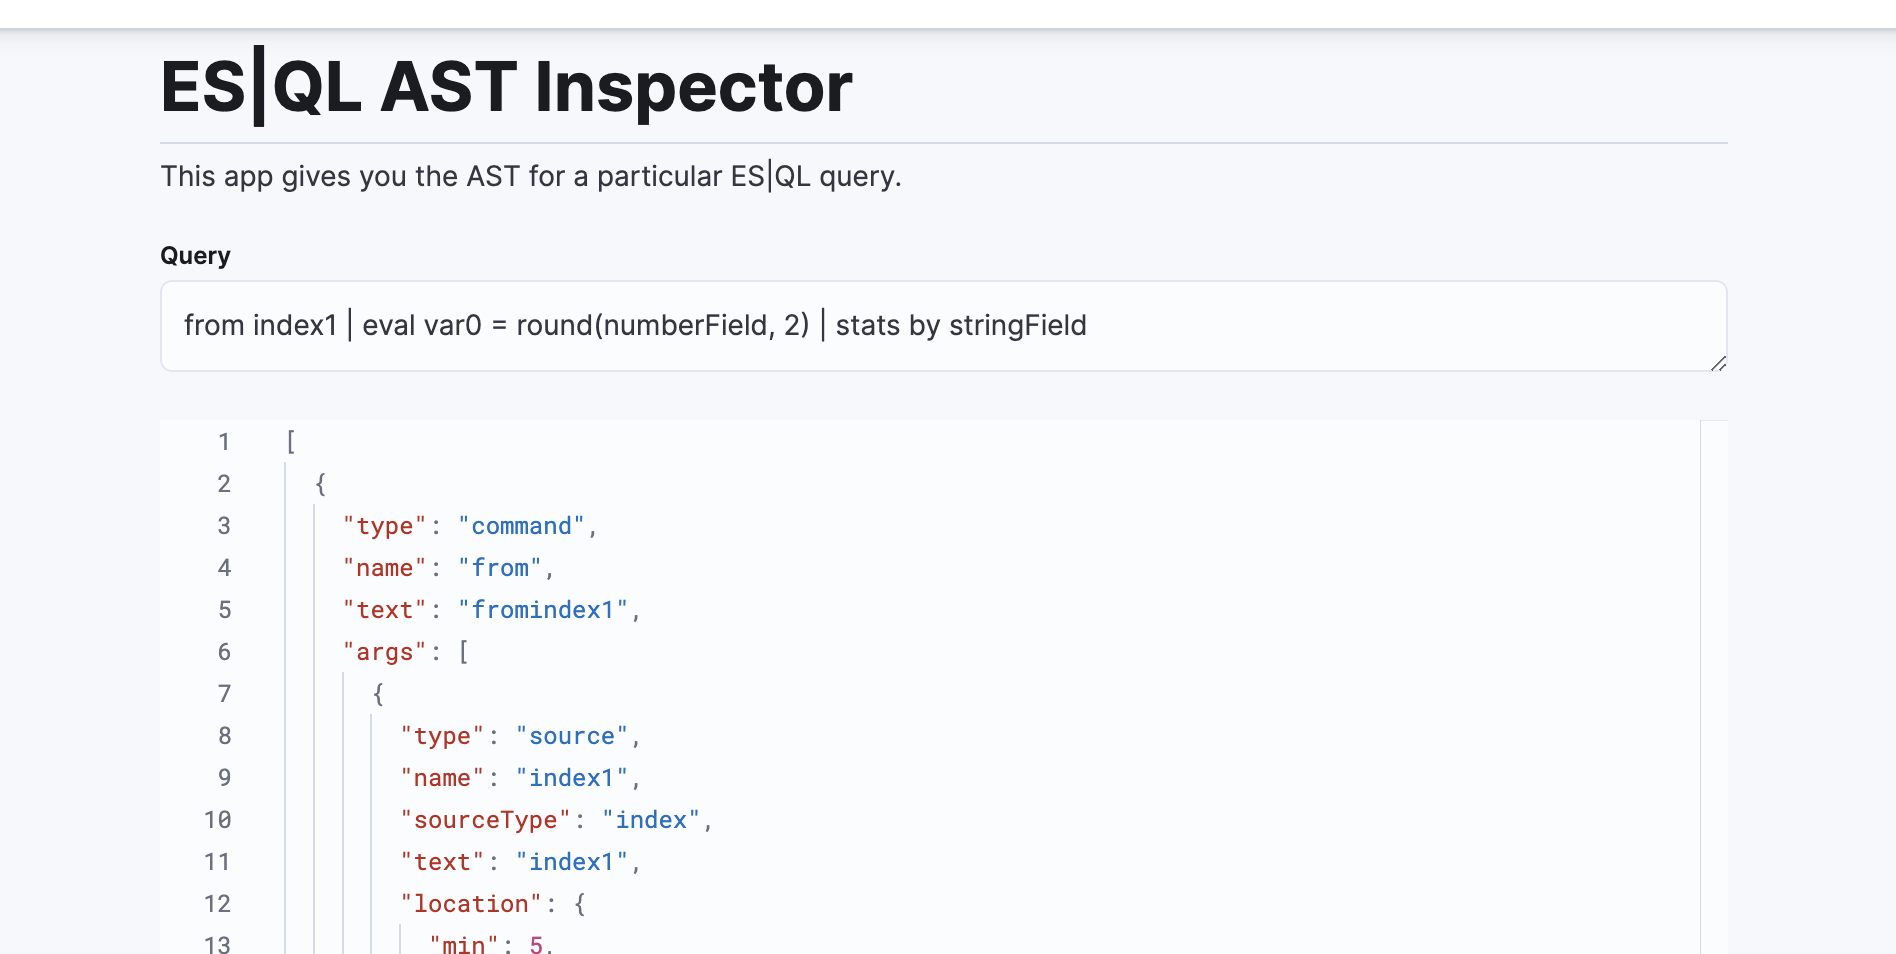 ES|QL AST Inspector
This app gives you the AST for a particular ES|QL query.
Query
from index1 | eval var0 = round(numberField, 2) | stats by stringField
1 [
2 {
3 "type": "command",
4 "name": "from",
5 "text": "fromindex1",
6 "args": [
7 {
8 "type": "source",
9 "name": "index1",
10 "sourceType": "index",
11 "text": "index1",
12 "location": {
13 "min": 5,